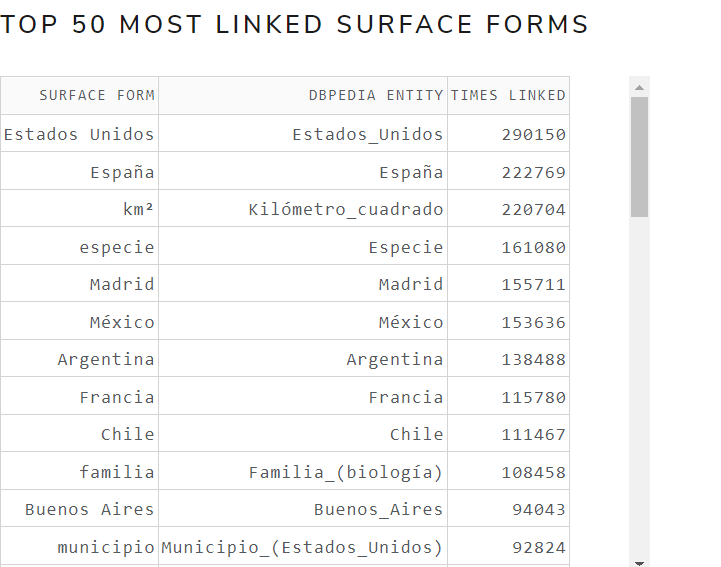 TOP 50 MOST LINKED SURFACE FORMS
SURFACE FORM DBPEDIA ENTITY TIMES LINKED
Estados Unidos Estados_Unidos 290150
España España 222769
km² Kilómetro_cuadrado 220704
especie Especie 161080
Madrid Madrid 155711
México México 153636
Argentina Argentina 138488
Francia Francia 115780
Chile Chile 111467
familia Familia_(biología) 108458
Buenos Aires Buenos_Aires 94043
municipio Municipio_(Estados_Unidos) 92824